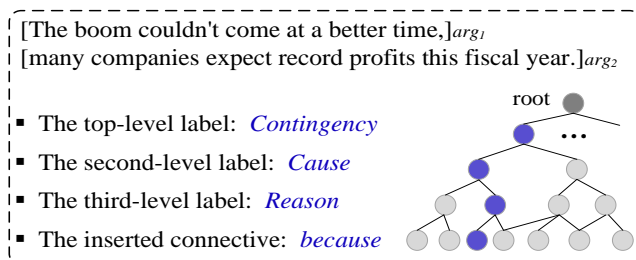 [The boom couldn't come at a better time,]arg1
[many companies expect record profits this fiscal year.]arg2
root
...
▪ The top-level label: Contingency
▪ The second-level label: Cause
▪ The third-level label: Reason
▪ The inserted connective: because